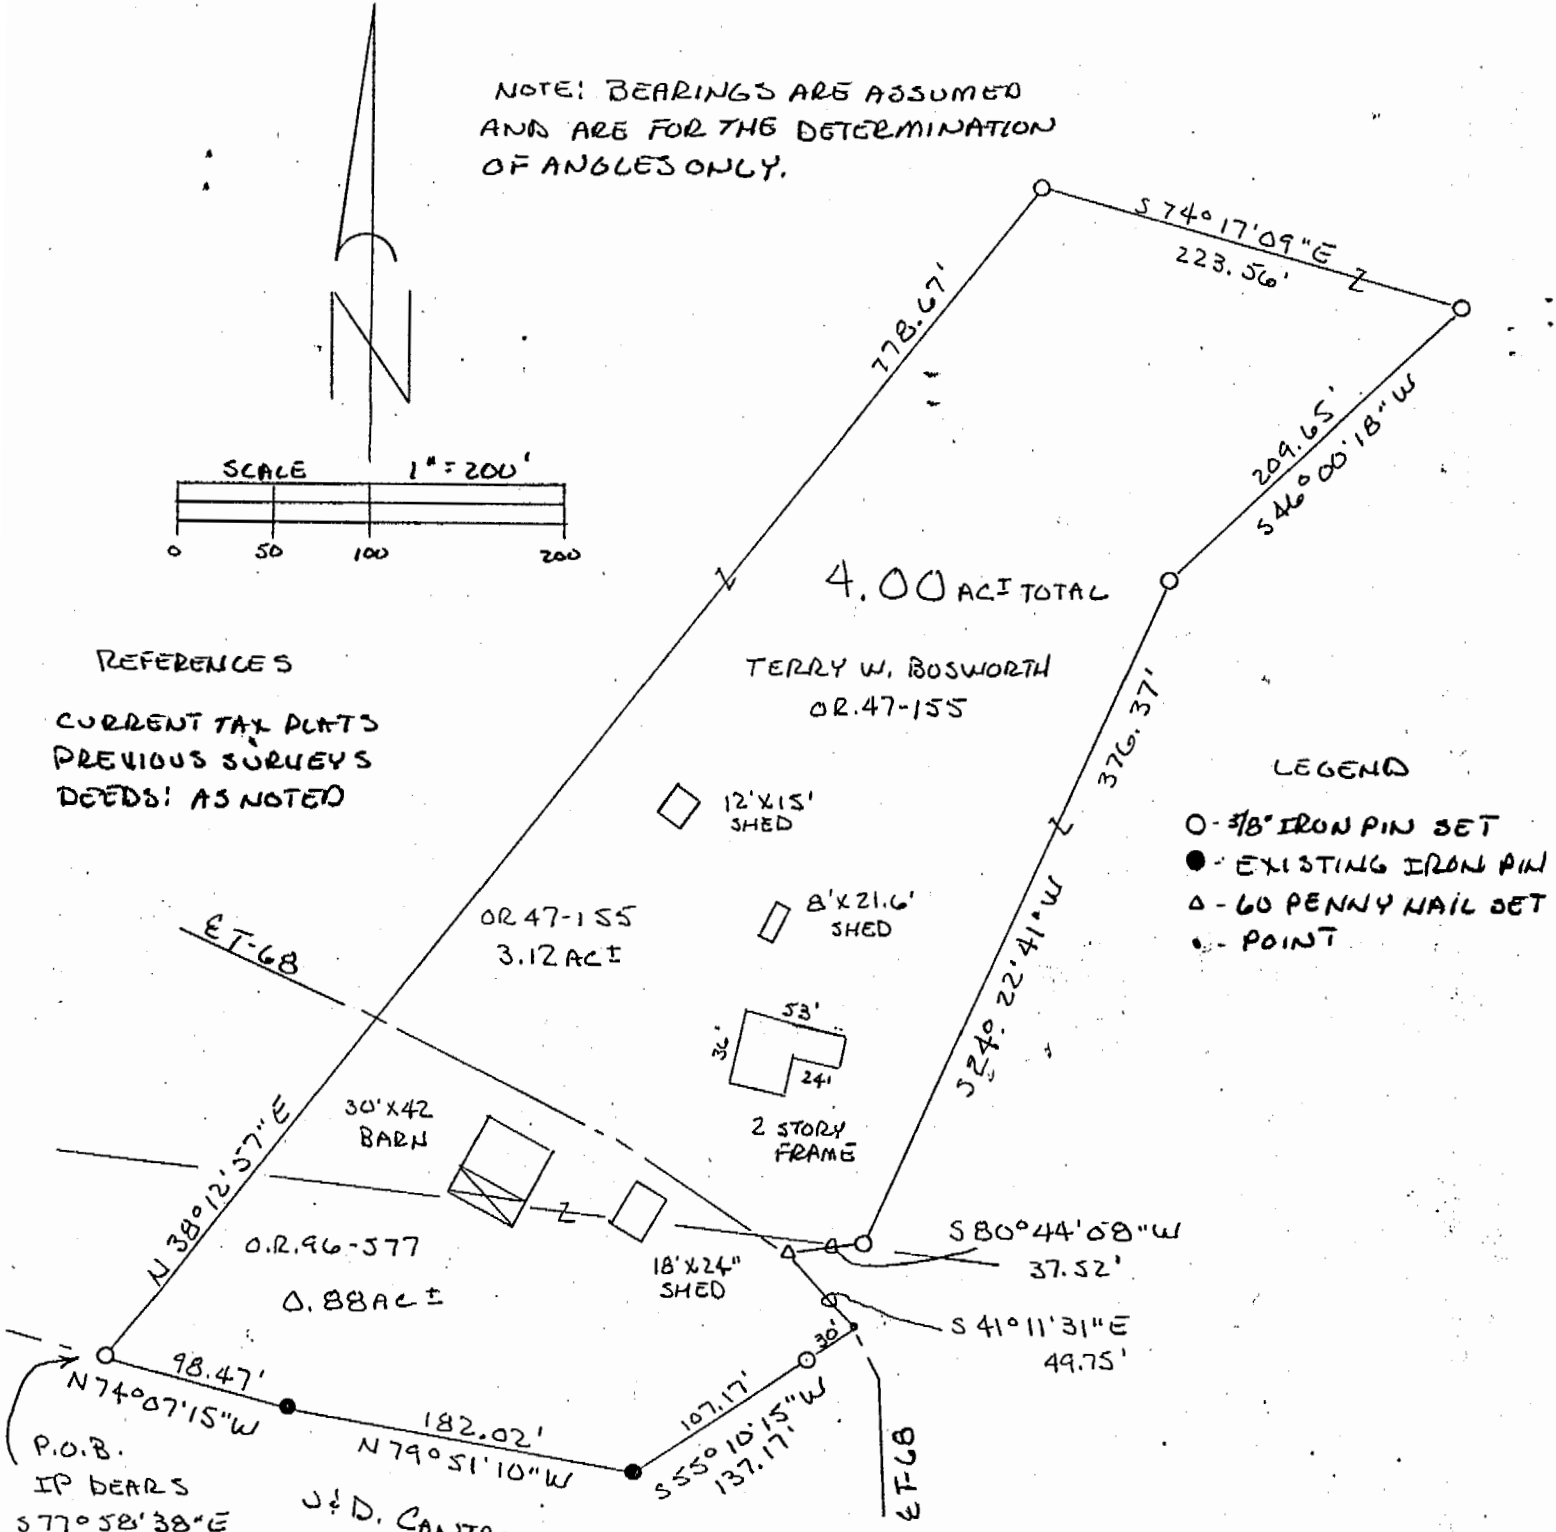 NOTE: BEARINGS ARE ASSUMED
AND ARE FOR THE DETERMINATION
OF ANGLES ONLY.
N
SCALE 1" = 200'
0 50 100 200
S 74° 17' 09" E
223.56'
778.67'
209.65'
S 46° 00' 18" W
4.00 AC± TOTAL
TERRY W. BOSWORTH
OR. 47-155
376.37'
S 24° 22' 41" W
REFERENCES
CURRENT TAX PLATS
PREVIOUS SURVEYS
DEEDS: AS NOTED
LEGEND
O - 3/8" IRON PIN SET
● - EXISTING IRON PIN
△ - 60 PENNY NAIL SET
• - POINT
12' X 15'
SHED
8' X 21.6'
SHED
OR 47-155
3.12 AC±
℄ T-68
53'
36'
24'
2 STORY
FRAME
30' X 42
BARN
N 38° 12' 57" E
O.R. 96-577
0.88 AC±
18' X 24"
SHED
S 80° 44' 08" W
37.52'
S 41° 11' 31" E
49.75'
30'
107.17'
S 55° 10' 15" W
137.17'
98.47'
N 74° 07' 15" W
182.02'
N 79° 51' 10" W
℄ T-68
P.O.B.
IP BEARS
S 77° 58' 38" E
J & D.